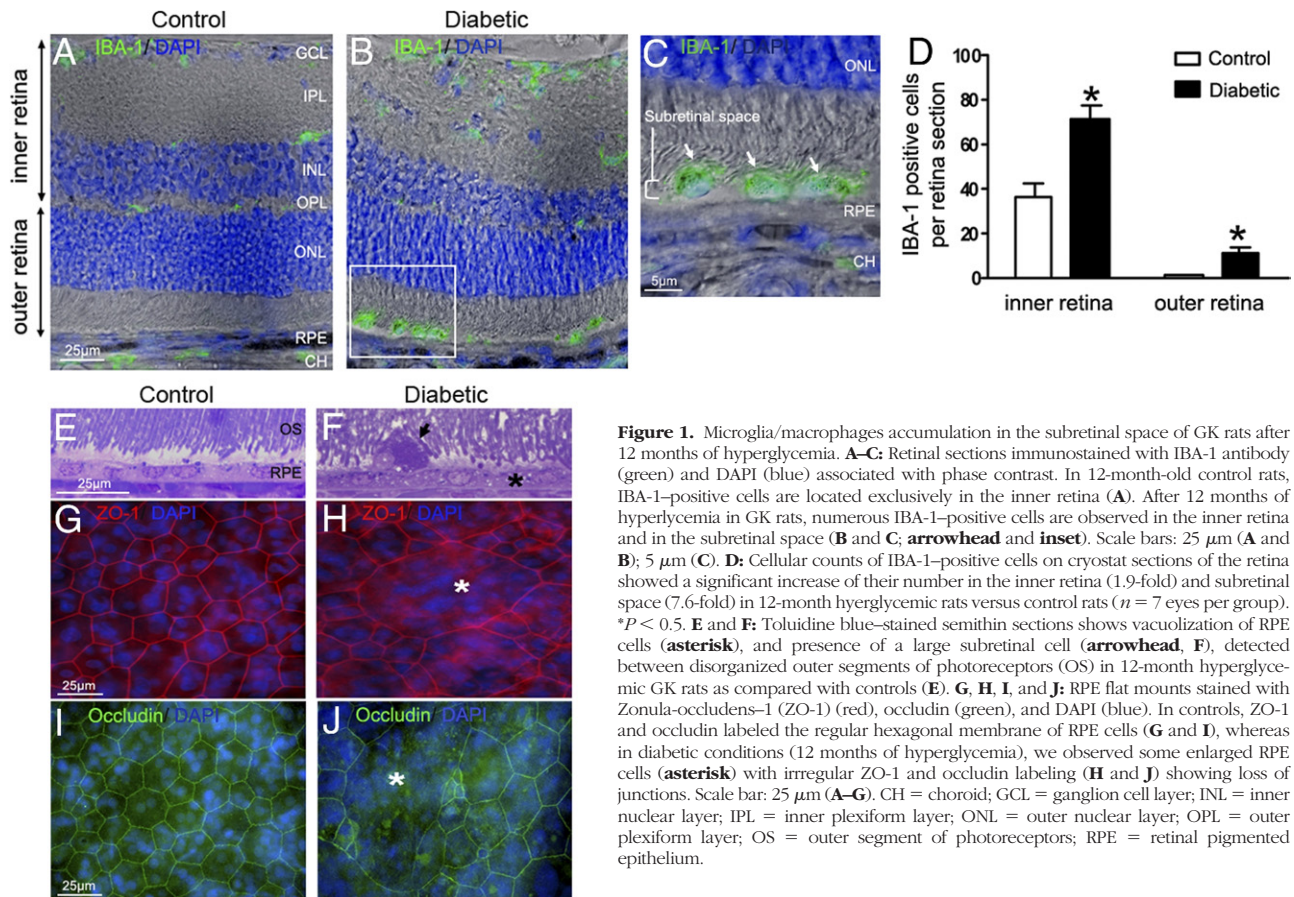 Control
Diabetic
A
IBA-1/ DAPI
GCL
IPL
INL
OPL
ONL
RPE
CH
25µm
inner retina
outer retina
B
IBA-1/ DAPI
C
IBA-1/ DAPI
ONL
Subretinal space
RPE
CH
5µm
D
IBA-1 positive cells
per retina section
100
80
60
40
20
0
Control
Diabetic
*
*
inner retina
outer retina
Control
Diabetic
E
OS
RPE
25µm
F
*
G
ZO-1/ DAPI
H
ZO-1/ DAPI
*
I
Occludin/ DAPI
25µm
J
Occludin/ DAPI
*
Figure 1. Microglia/macrophages accumulation in the subretinal space of GK rats after
12 months of hyperglycemia. A–C: Retinal sections immunostained with IBA-1 antibody
(green) and DAPI (blue) associated with phase contrast. In 12-month-old control rats,
IBA-1–positive cells are located exclusively in the inner retina (A). After 12 months of
hyperlycemia in GK rats, numerous IBA-1–positive cells are observed in the inner retina
and in the subretinal space (B and C; arrowhead and inset). Scale bars: 25 µm (A and
B); 5 µm (C). D: Cellular counts of IBA-1–positive cells on cryostat sections of the retina
showed a significant increase of their number in the inner retina (1.9-fold) and subretinal
space (7.6-fold) in 12-month hyerglycemic rats versus control rats (n = 7 eyes per group).
*P < 0.5. E and F: Toluidine blue–stained semithin sections shows vacuolization of RPE
cells (asterisk), and presence of a large subretinal cell (arrowhead, F), detected
between disorganized outer segments of photoreceptors (OS) in 12-month hyperglyce-
mic GK rats as compared with controls (E). G, H, I, and J: RPE flat mounts stained with
Zonula-occludens–1 (ZO-1) (red), occludin (green), and DAPI (blue). In controls, ZO-1
and occludin labeled the regular hexagonal membrane of RPE cells (G and I), whereas
in diabetic conditions (12 months of hyperglycemia), we observed some enlarged RPE
cells (asterisk) with irrregular ZO-1 and occludin labeling (H and J) showing loss of
junctions. Scale bar: 25 µm (A–G). CH = choroid; GCL = ganglion cell layer; INL = inner
nuclear layer; IPL = inner plexiform layer; ONL = outer nuclear layer; OPL = outer
plexiform layer; OS = outer segment of photoreceptors; RPE = retinal pigmented
epithelium.